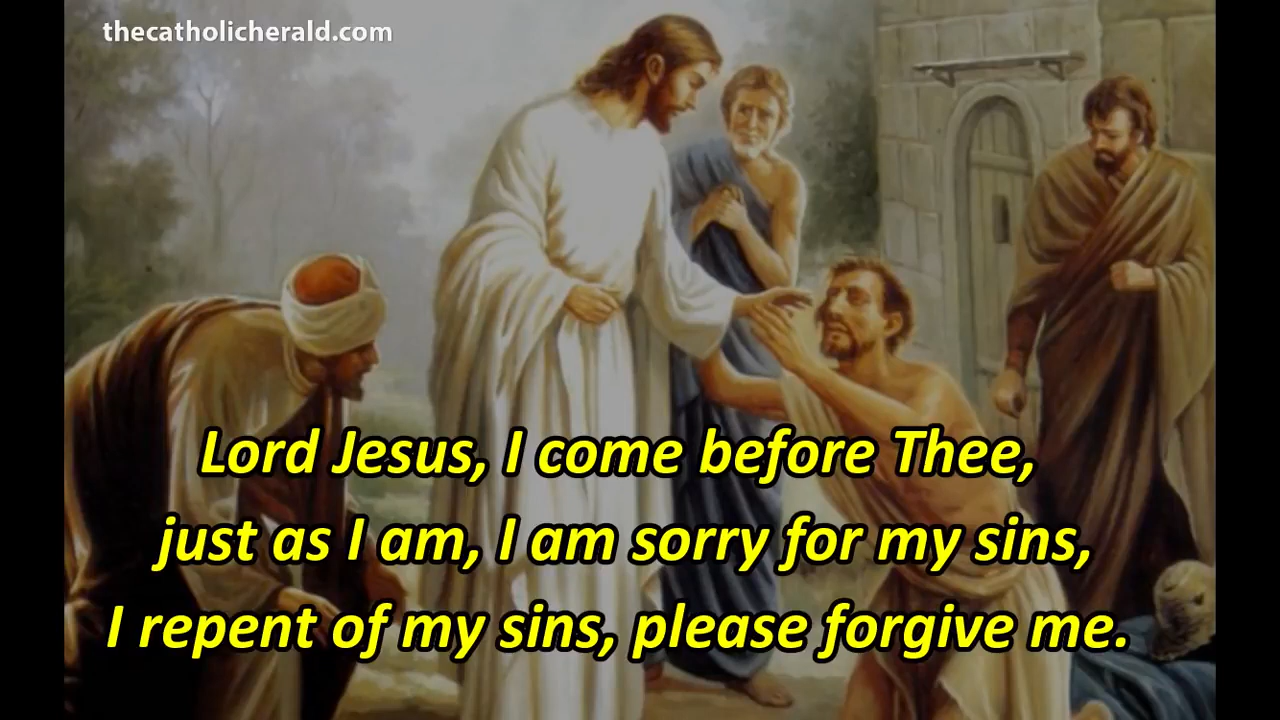 thecatholicherald.com
Lord Jesus, I come before Thee,
just as I am, I am sorry for my sins,
I repent of my sins, please forgive me.